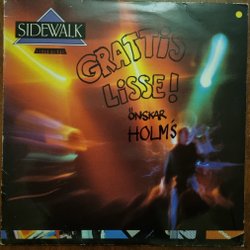 SIDEWALK
GRATTIS
LISSE!
ÖNSKAR
HOLMS